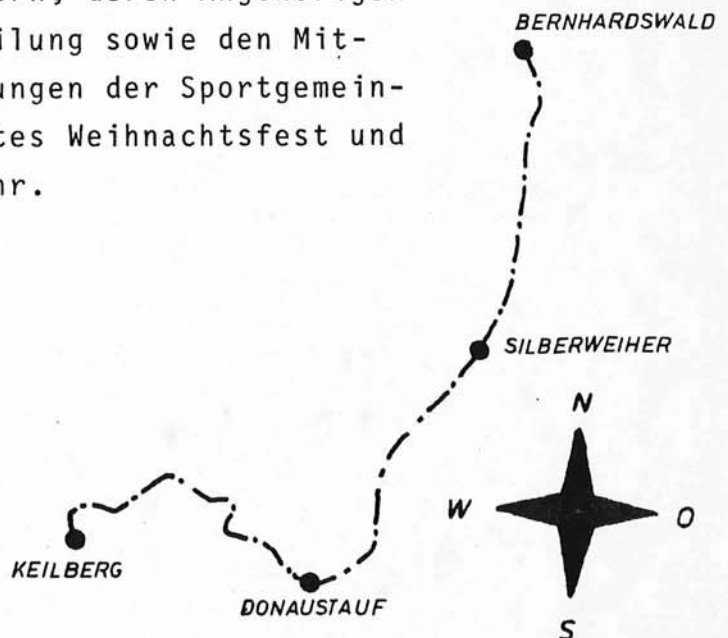 ilung sowie den Mit-
ungen der Sportgemein-
tes Weihnachtsfest und
hr.
BERNHARDSWALD
SILBERWEIHER
N
W
O
S
KEILBERG
DONAUSTAUF